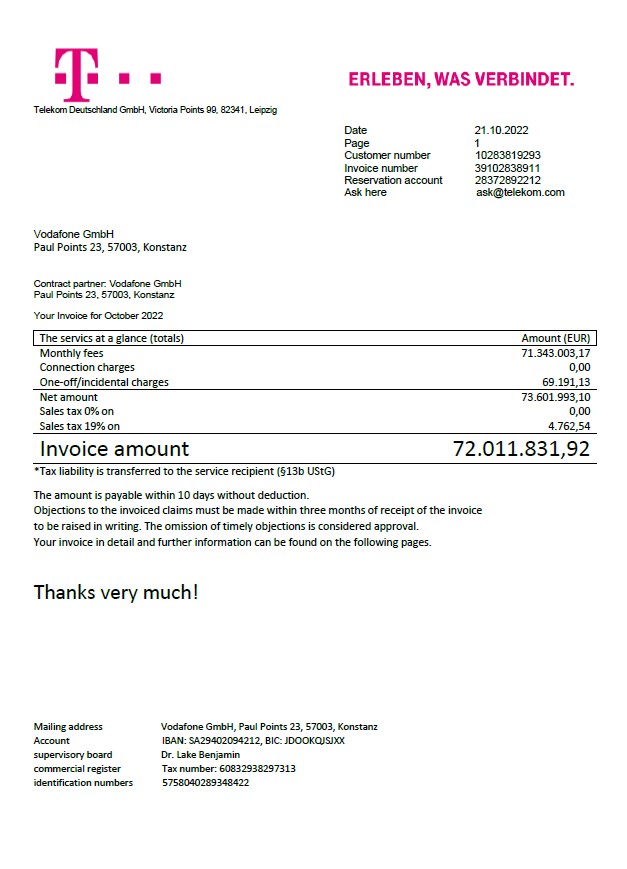 T
ERLEBEN, WAS VERBINDET.
Telekom Deutschland GmbH, Victoria Points 99, 82341, Leipzig
Date 21.10.2022
Page 1
Customer number 10283819293
Invoice number 39102838911
Reservation account 28372892212
Ask here ask@telekom.com
Vodafone GmbH
Paul Points 23, 57003, Konstanz
Contract partner: Vodafone GmbH
Paul Points 23, 57003, Konstanz
Your Invoice for October 2022
The servics at a glance (totals) Amount (EUR)
Monthly fees 71.343.003,17
Connection charges 0,00
One-off/incidental charges 69.191,13
Net amount 73.601.993,10
Sales tax 0% on 0,00
Sales tax 19% on 4.762,54
Invoice amount 72.011.831,92
*Tax liability is transferred to the service recipient (§13b UStG)
The amount is payable within 10 days without deduction.
Objections to the invoiced claims must be made within three months of receipt of the invoice
to be raised in writing. The omission of timely objections is considered approval.
Your invoice in detail and further information can be found on the following pages.
Thanks very much!
Mailing address Vodafone GmbH, Paul Points 23, 57003, Konstanz
Account IBAN: SA29402094212, BIC: JDOOKQJSJXX
supervisory board Dr. Lake Benjamin
commercial register Tax number: 60832938297313
identification numbers 5758040289348422